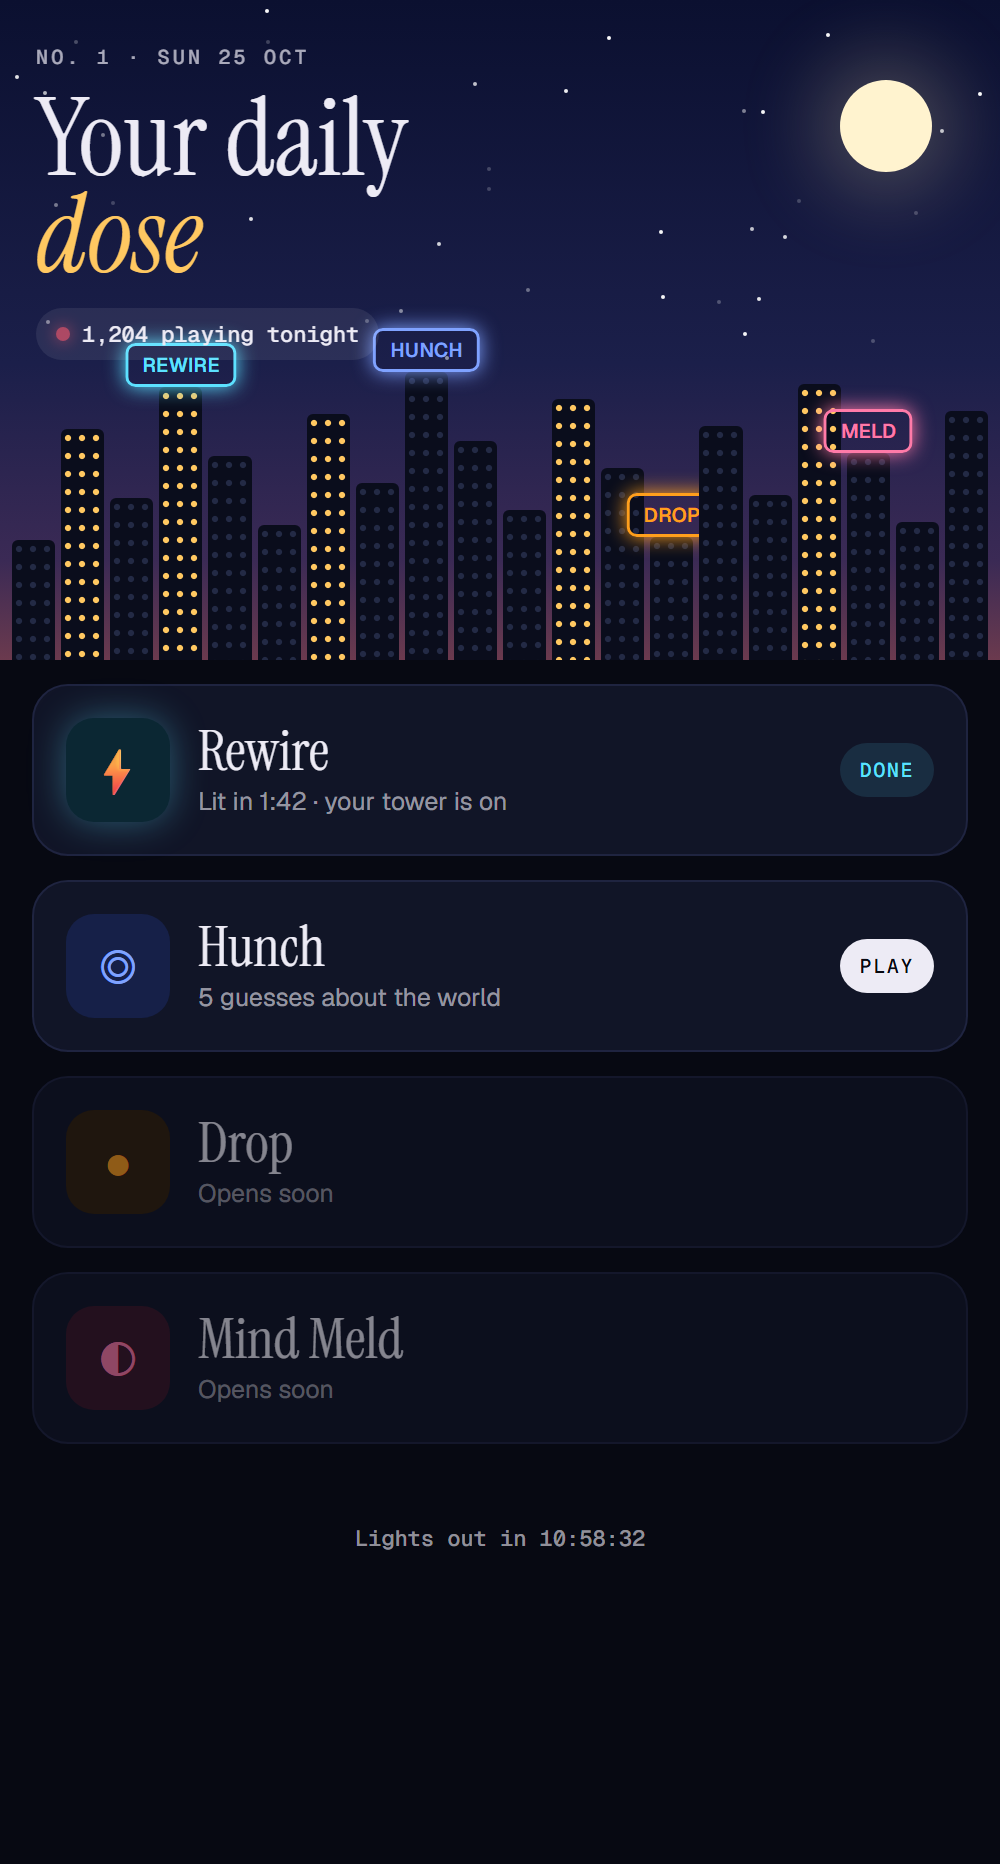 NO. 1 · SUN 25 OCT
Your daily
dose
1,204 playing tonight
REWIRE
HUNCH
MELD
DROP
Rewire
Lit in 1:42 · your tower is on
DONE
Hunch
5 guesses about the world
PLAY
Drop
Opens soon
Mind Meld
Opens soon
Lights out in 10:58:32